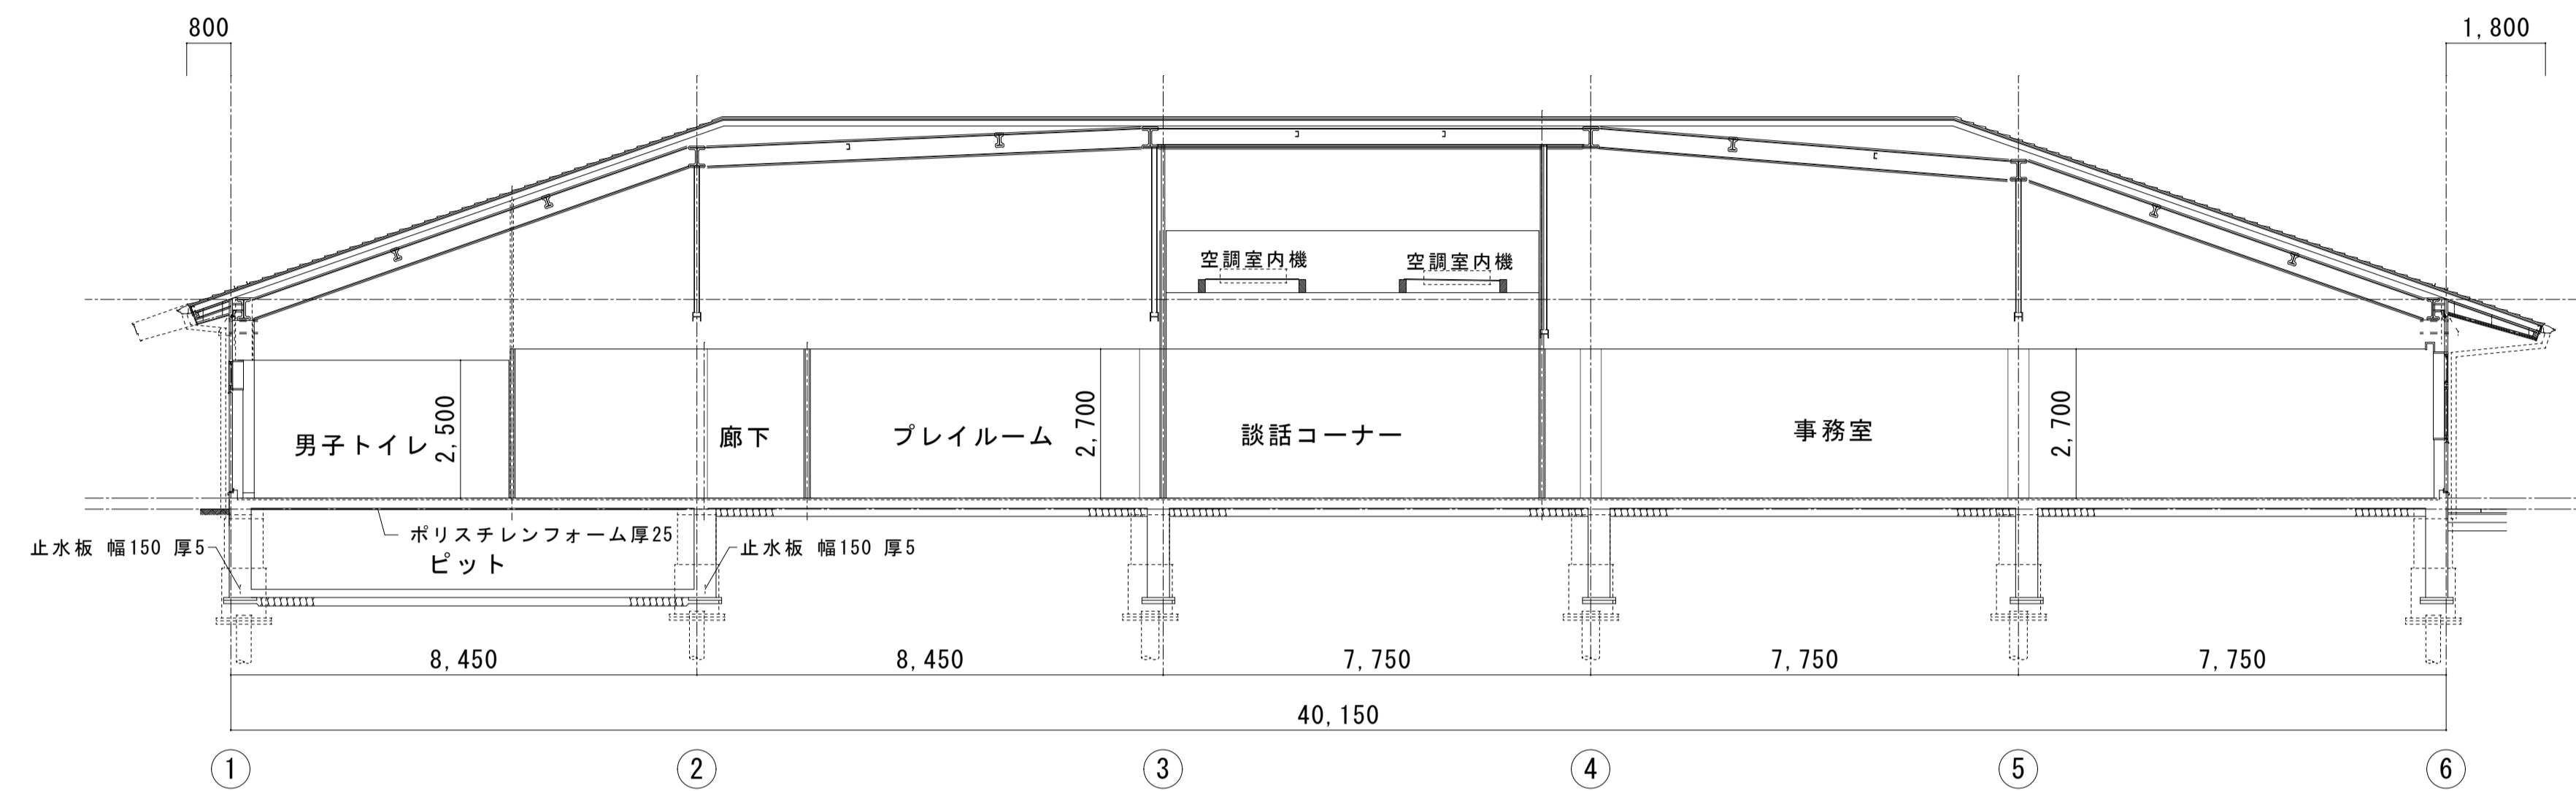 800
1,800
空調室内機
空調室内機
男子トイレ
2,500
廊下
プレイルーム
2,700
談話コーナー
事務室
2,700
止水板 幅150 厚5
ポリスチレンフォーム厚25
ピット
止水板 幅150 厚5
8,450
8,450
7,750
7,750
7,750
40,150
①
②
③
④
⑤
⑥